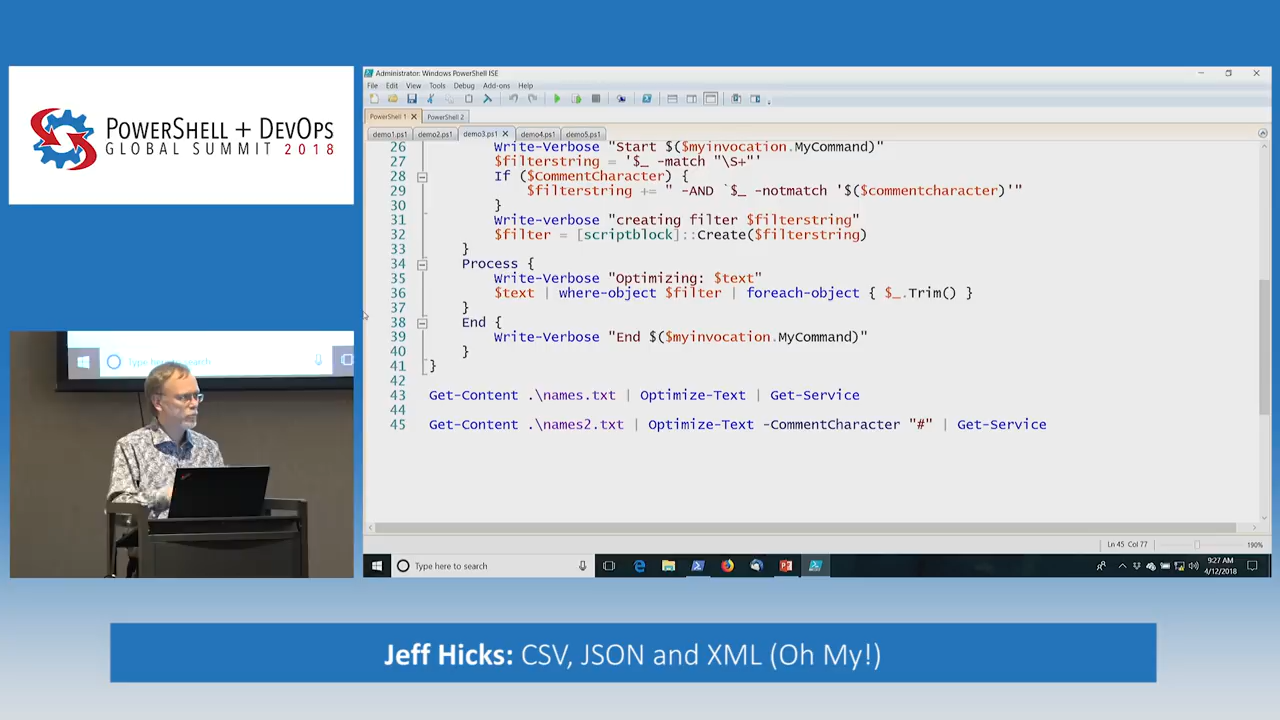 POWERSHELL + DEVOPS
GLOBAL SUMMIT 2018
Type here to search
Administrator: Windows PowerShell ISE
File Edit View Tools Debug Add-ons Help
PowerShell 1 PowerShell 2
demo1.ps1 demo2.ps1 demo3.ps1 demo4.ps1 demo5.ps1
26 Write-Verbose "Start $($myinvocation.MyCommand)"
27 $filterstring = '$_ -match "\S+"'
28 If ($CommentCharacter) {
29 $filterstring += " -AND `$_ -notmatch '$($commentcharacter)'"
30 }
31 Write-verbose "creating filter $filterstring"
32 $filter = [scriptblock]::Create($filterstring)
33 }
34 Process {
35 Write-Verbose "Optimizing: $text"
36 $text | where-object $filter | foreach-object { $_.Trim() }
37 }
38 End {
39 Write-Verbose "End $($myinvocation.MyCommand)"
40 }
41 }
42
43 Get-Content .\names.txt | Optimize-Text | Get-Service
44
45 Get-Content .\names2.txt | Optimize-Text -CommentCharacter "#" | Get-Service
Ln 45 Col 77 190%
Type here to search
9:27 AM
4/12/2018
Jeff Hicks: CSV, JSON and XML (Oh My!)